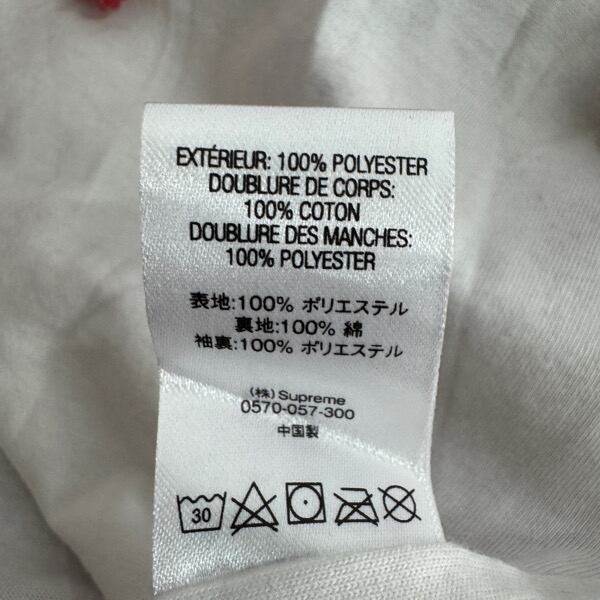 EXTÉRIEUR: 100% POLYESTER
DOUBLURE DE CORPS:
100% COTON
DOUBLURE DES MANCHES:
100% POLYESTER
表地:100% ポリエステル
裏地:100% 綿
袖裏:100% ポリエステル
(株) Supreme
0570-057-300
中国製
30